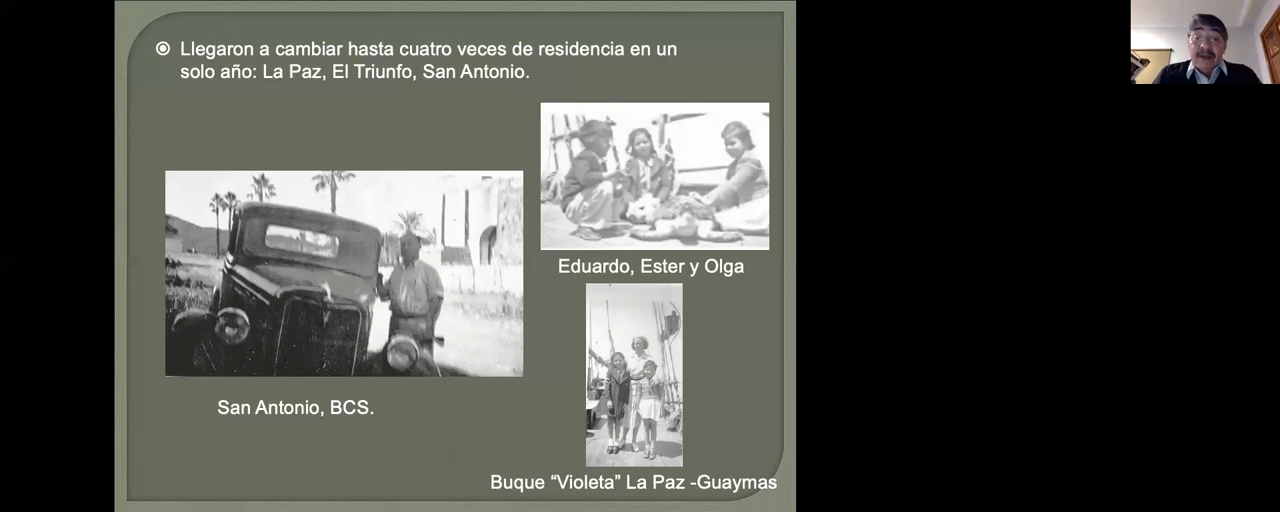 Llegaron a cambiar hasta cuatro veces de residencia en un
solo año: La Paz, El Triunfo, San Antonio.
Eduardo, Ester y Olga
San Antonio, BCS.
Buque “Violeta” La Paz -Guaymas